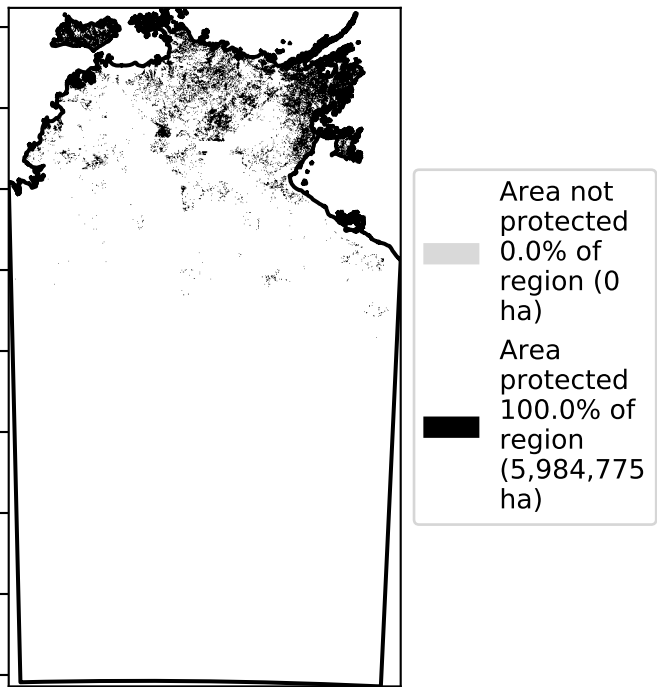 Area not
protected
0.0% of
region (0
ha)
Area
protected
100.0% of
region
(5,984,775
ha)